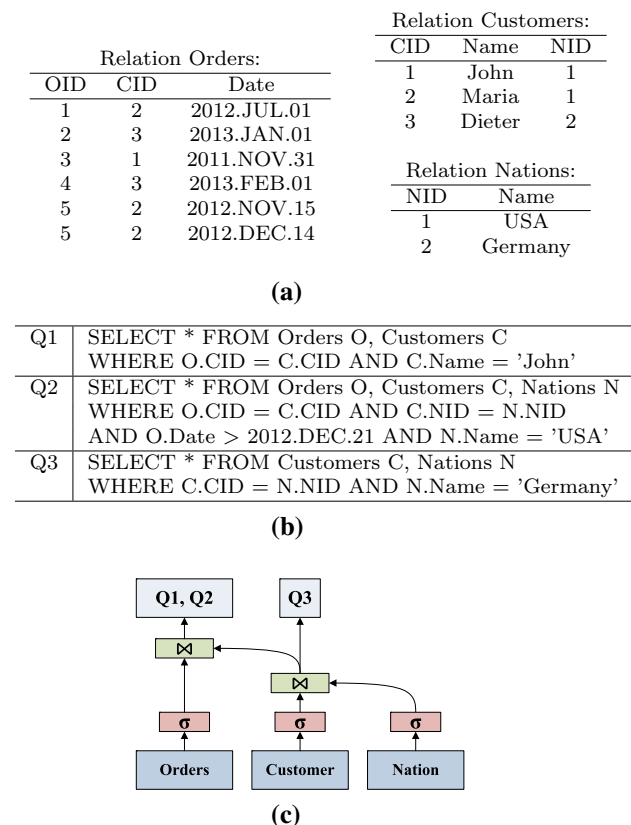 Relation Orders:
OID CID Date
1 2 2012.JUL.01
2 3 2013.JAN.01
3 1 2011.NOV.31
4 3 2013.FEB.01
5 2 2012.NOV.15
5 2 2012.DEC.14
Relation Customers:
CID Name NID
1 John 1
2 Maria 1
3 Dieter 2
Relation Nations:
NID Name
1 USA
2 Germany
(a)
Q1 SELECT * FROM Orders O, Customers C
WHERE O.CID = C.CID AND C.Name = 'John'
Q2 SELECT * FROM Orders O, Customers C, Nations N
WHERE O.CID = C.CID AND C.NID = N.NID
AND O.Date > 2012.DEC.21 AND N.Name = 'USA'
Q3 SELECT * FROM Customers C, Nations N
WHERE C.CID = N.NID AND N.Name = 'Germany'
(b)
Q1, Q2 Q3
⋈
⋈
σ σ σ
Orders Customer Nation
(c)